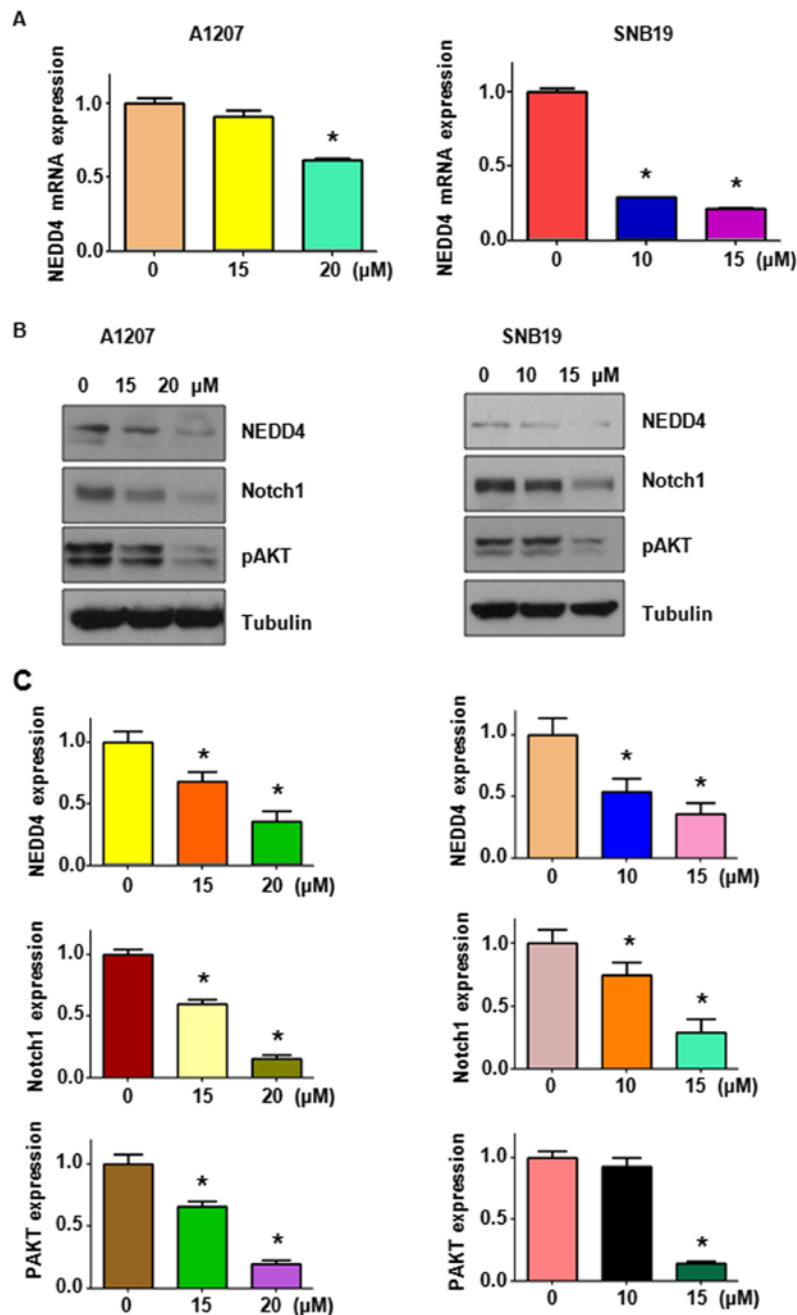 A
A1207
SNB19
NEDD4 mRNA expression
1.0
0.5
0.0
*
0 15 20 (µM)
NEDD4 mRNA expression
1.0
0.5
0.0
* *
0 10 15 (µM)
B
A1207
0 15 20 µM
NEDD4
Notch1
pAKT
Tubulin
SNB19
0 10 15 µM
NEDD4
Notch1
pAKT
Tubulin
C
NEDD4 expression
1.0
0.5
0.0
* *
0 15 20 (µM)
NEDD4 expression
1.0
0.5
0.0
* *
0 10 15 (µM)
Notch1 expression
1.0
0.5
0.0
* *
0 15 20 (µM)
Notch1 expression
1.0
0.5
0.0
* *
0 10 15 (µM)
PAKT expression
1.0
0.5
0.0
* *
0 15 20 (µM)
PAKT expression
1.0
0.5
0.0
*
0 10 15 (µM)